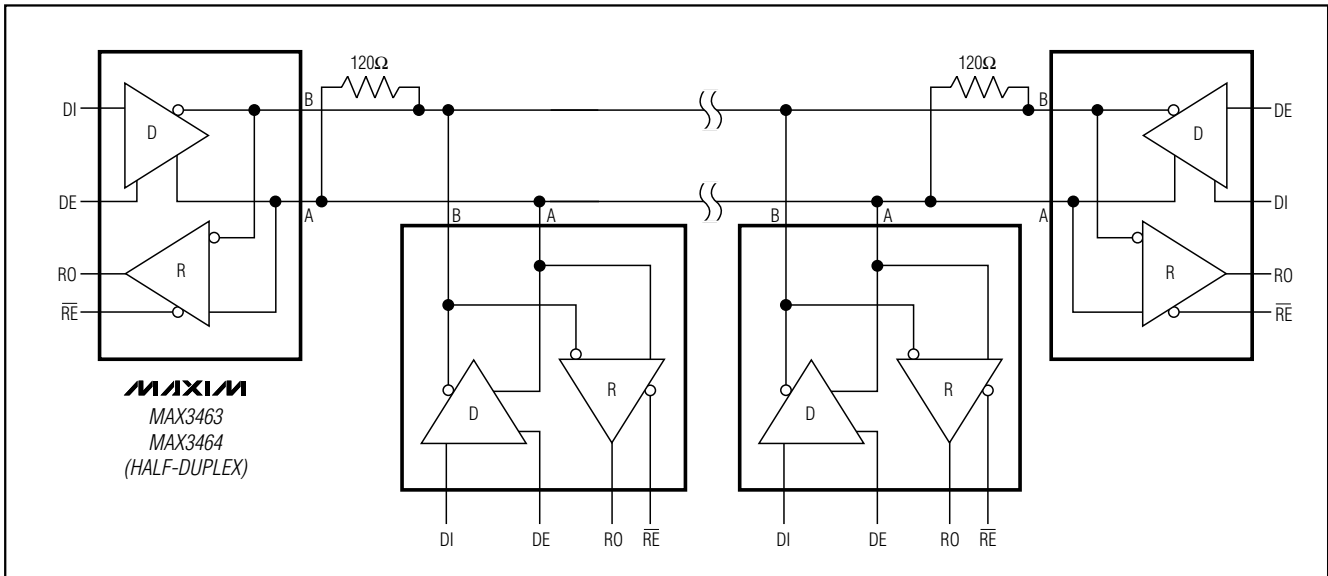 120Ω
120Ω
DI
B
B
DE
D
D
DE
A
A
DI
B
A
B
A
RO
R
R
RO
RE
RE
MAXIM
MAX3463
MAX3464
(HALF-DUPLEX)
D
R
D
R
DI
DE
RO
RE
DI
DE
RO
RE